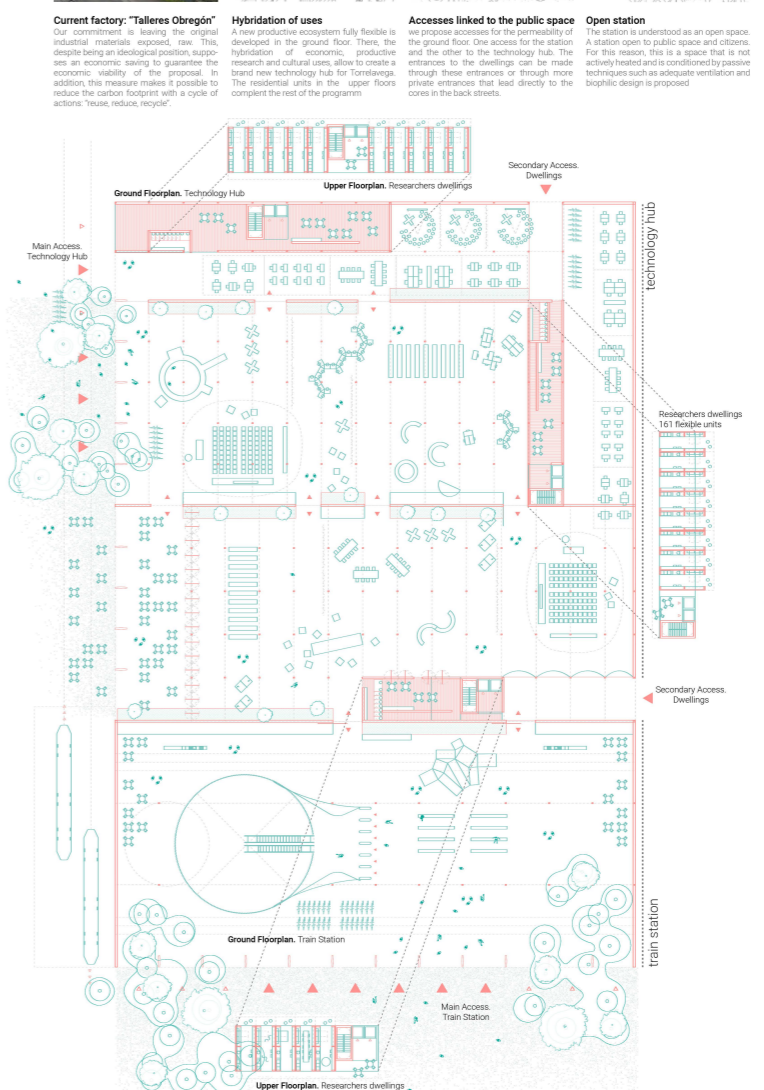 Current factory: "Talleres Obregón"
Our commitment is leaving the original
industrial materials exposed, raw. This,
despite being an ideological position, suppo-
ses an economic saving to guarantee the
economic viability of the proposal. In
addition, this measure makes it possible to
reduce the carbon footprint with a cycle of
actions: "reuse, reduce, recycle".
Hybridation of uses
A new productive ecosystem fully flexible is
developed in the ground floor. There, the
hybridation of economic, productive
research and cultural uses, allow to create a
brand new technology hub for Torrelavega.
The residential units in the upper floors
complent the rest of the programm
Accesses linked to the public space
we propose accesses for the permeability of
the ground floor. One access for the station
and the other to the technology hub. The
entrances to the dwellings can be made
through these entrances or through more
private entrances that lead directly to the
cores in the back streets.
Open station
The station is understood as an open space.
A station open to public space and citizens.
For this reason, this is a space that is not
actively heated and is conditioned by passive
techniques such as adequate ventilation and
biophilic design is proposed
Secondary Access.
Dwellings
Upper Floorplan. Researchers dwellings
Ground Floorplan. Technology Hub
technology hub
Main Access.
Technology Hub
Researchers dwellings
161 flexible units
Secondary Access.
Dwellings
train station
Ground Floorplan. Train Station
Main Access.
Train Station
Upper Floorplan. Researchers dwellings